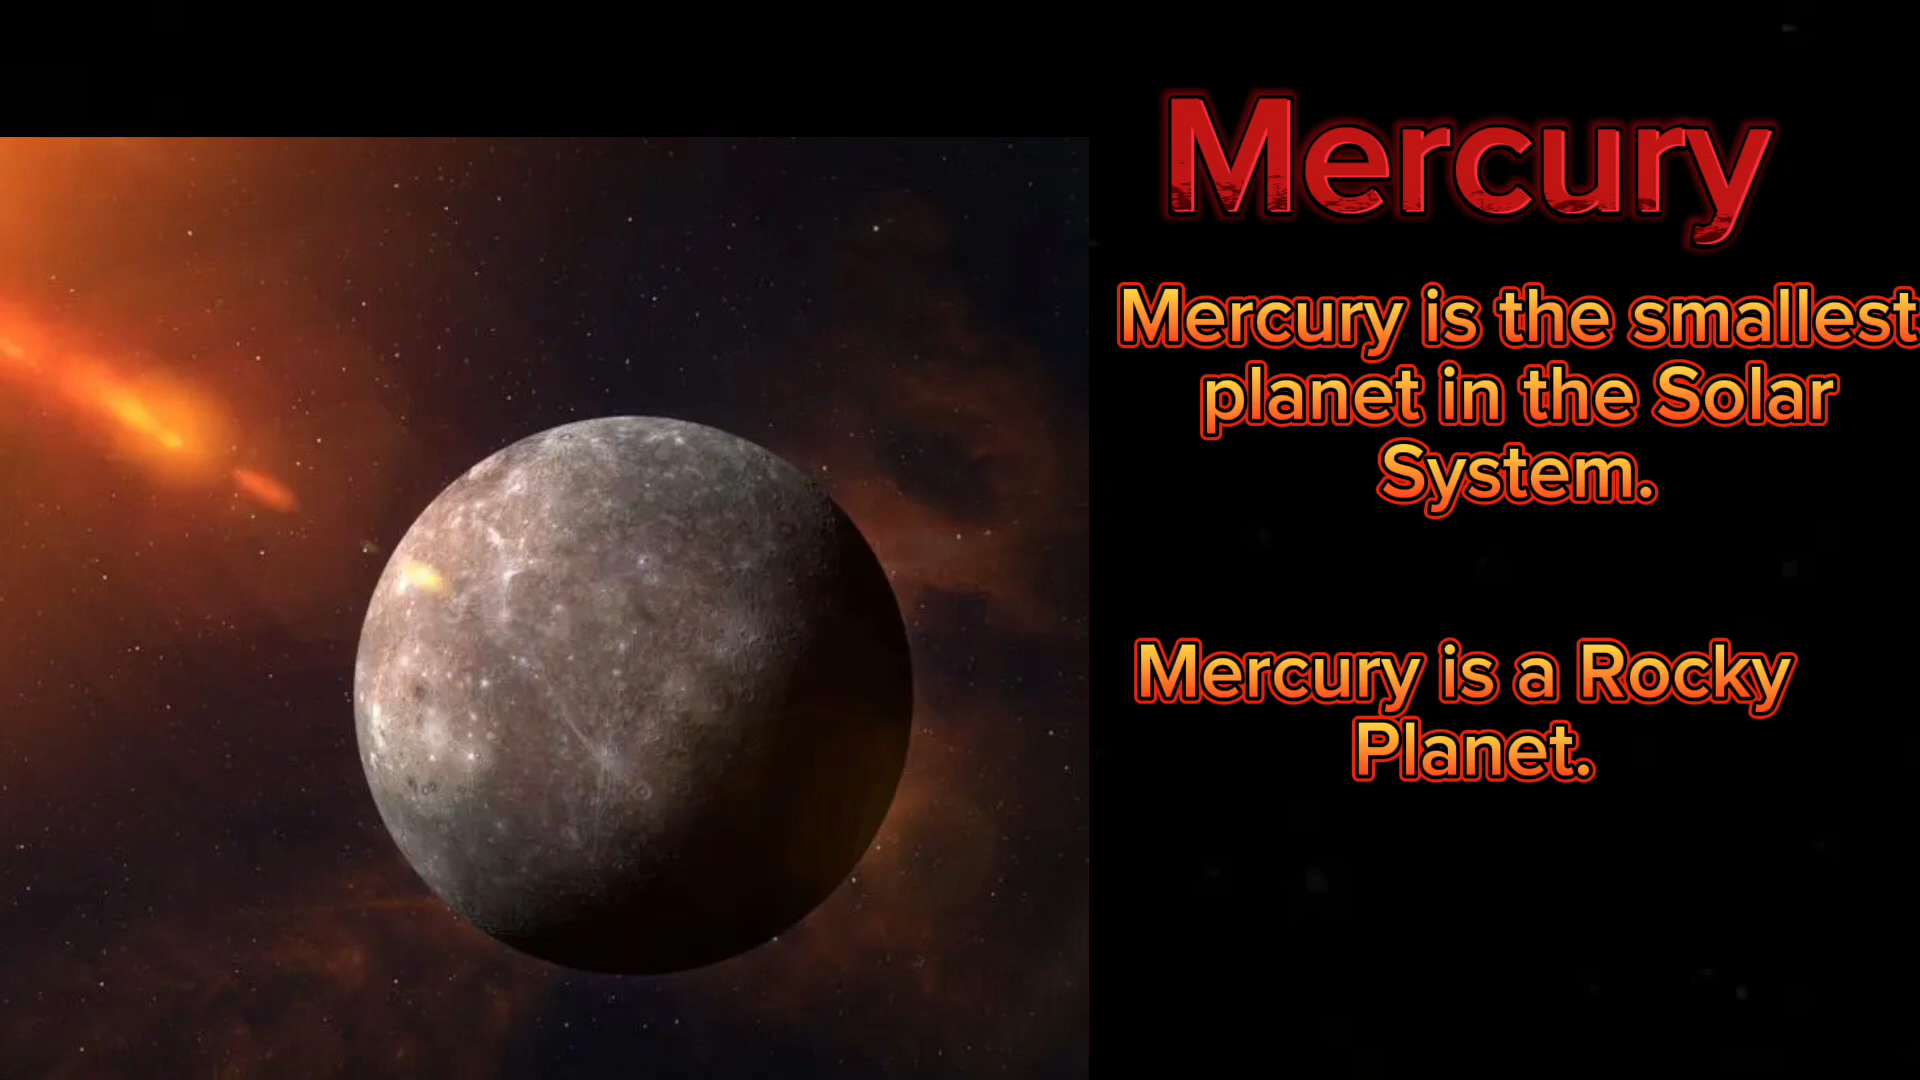 Mercury
Mercury is the smallest
planet in the Solar
System.
Mercury is a Rocky
Planet.